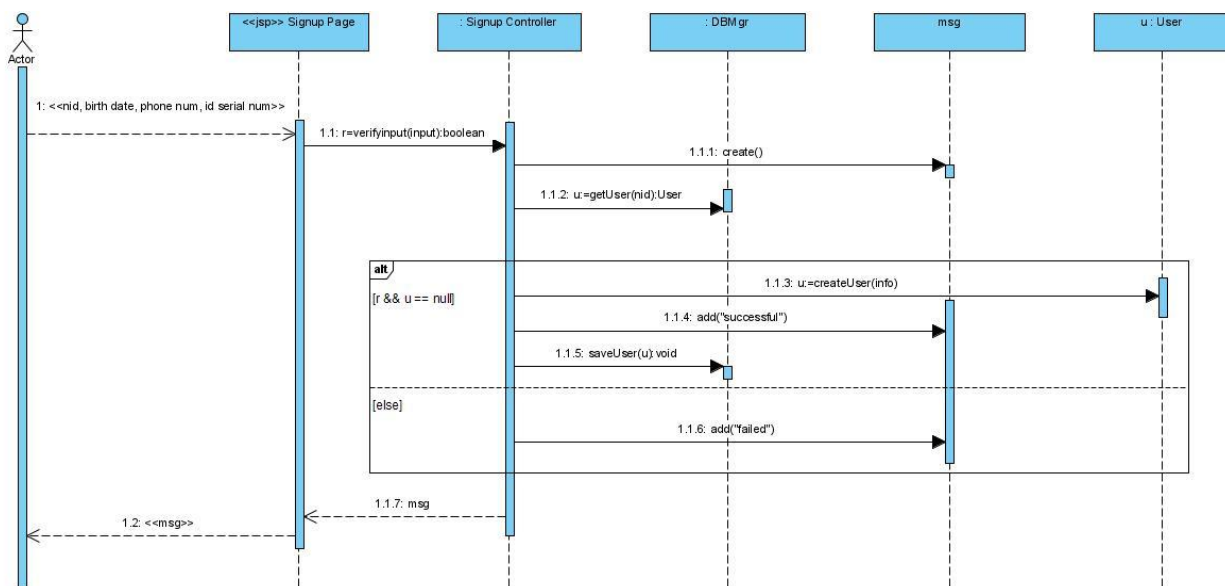 <<jsp>> Signup Page
: Signup Controller
: DBMgr
msg
u : User
Actor
1: <<nid, birth date, phone num, id serial num>>
1.1: r=verifyinput(input):boolean
1.1.1: create()
1.1.2: u:=getUser(nid):User
alt
1.1.3: u:=createUser(info)
[r && u == null]
1.1.4: add("successful")
1.1.5: saveUser(u):void
[else]
1.1.6: add("failed")
1.1.7: msg
1.2: <<msg>>